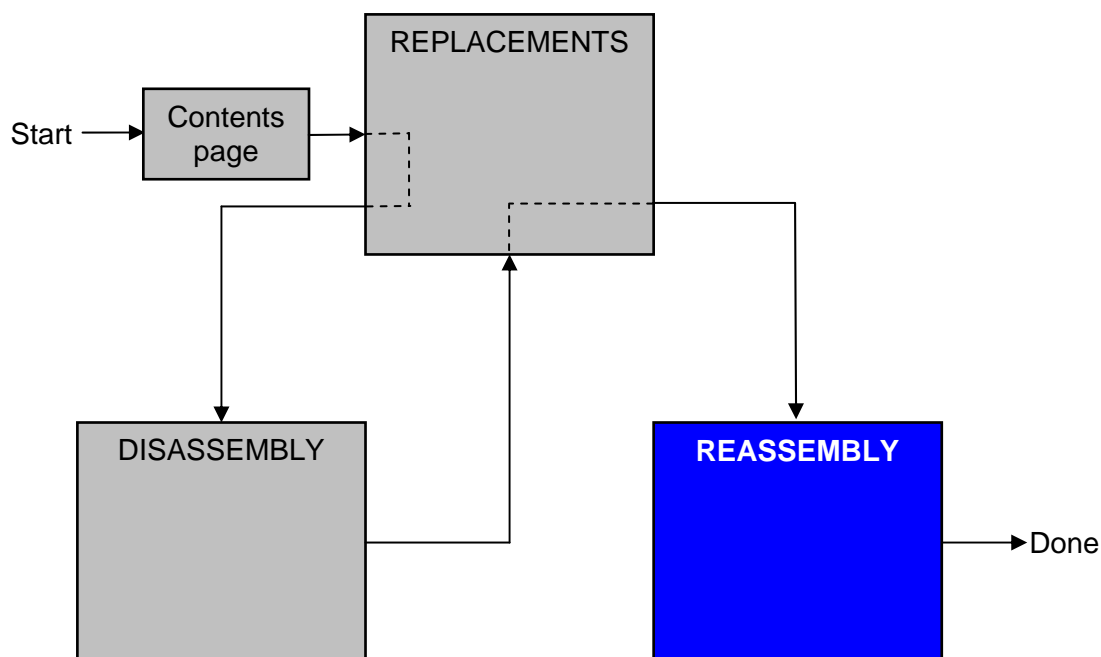 REPLACEMENTS
Contents
page
Start
DISASSEMBLY
REASSEMBLY
Done